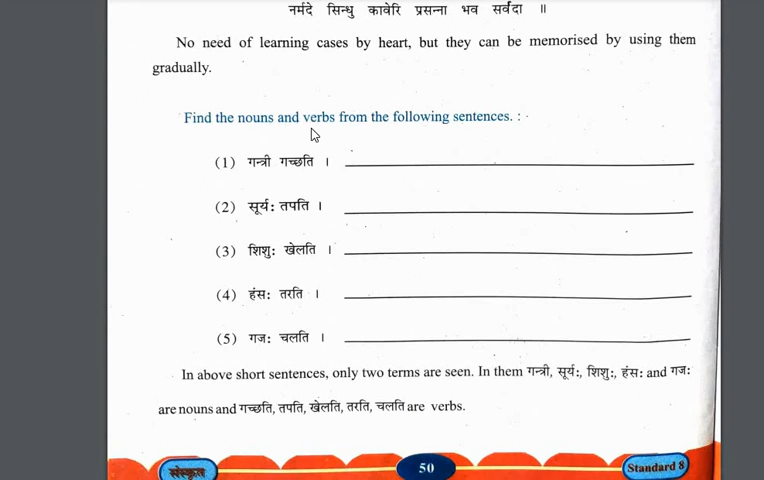 नर्मदे सिन्धु कावेरि प्रसन्ना भव सर्वदा ॥
No need of learning cases by heart, but they can be memorised by using them
gradually.
Find the nouns and verbs from the following sentences. :
(1) गन्त्री गच्छति ।
(2) सूर्यः तपति ।
(3) शिशुः खेलति ।
(4) हंसः तरति ।
(5) गजः चलति ।
In above short sentences, only two terms are seen. In them गन्त्री, सूर्यः, शिशुः, हंसः and गजः
are nouns and गच्छति, तपति, खेलति, तरति, चलति are verbs.
संस्कृत 50 Standard 8